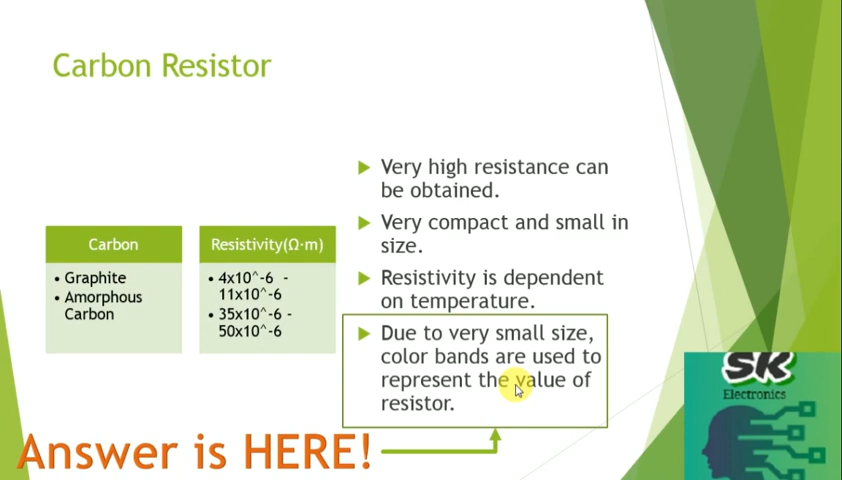 Carbon Resistor
Carbon
• Graphite
• Amorphous
Carbon
Resistivity(Ω·m)
• 4x10^-6 -
11x10^-6
• 35x10^-6 -
50x10^-6
Very high resistance can
be obtained.
Very compact and small in
size.
Resistivity is dependent
on temperature.
Due to very small size,
color bands are used to
represent the value of
resistor.
Answer is HERE!
SK
Electronics